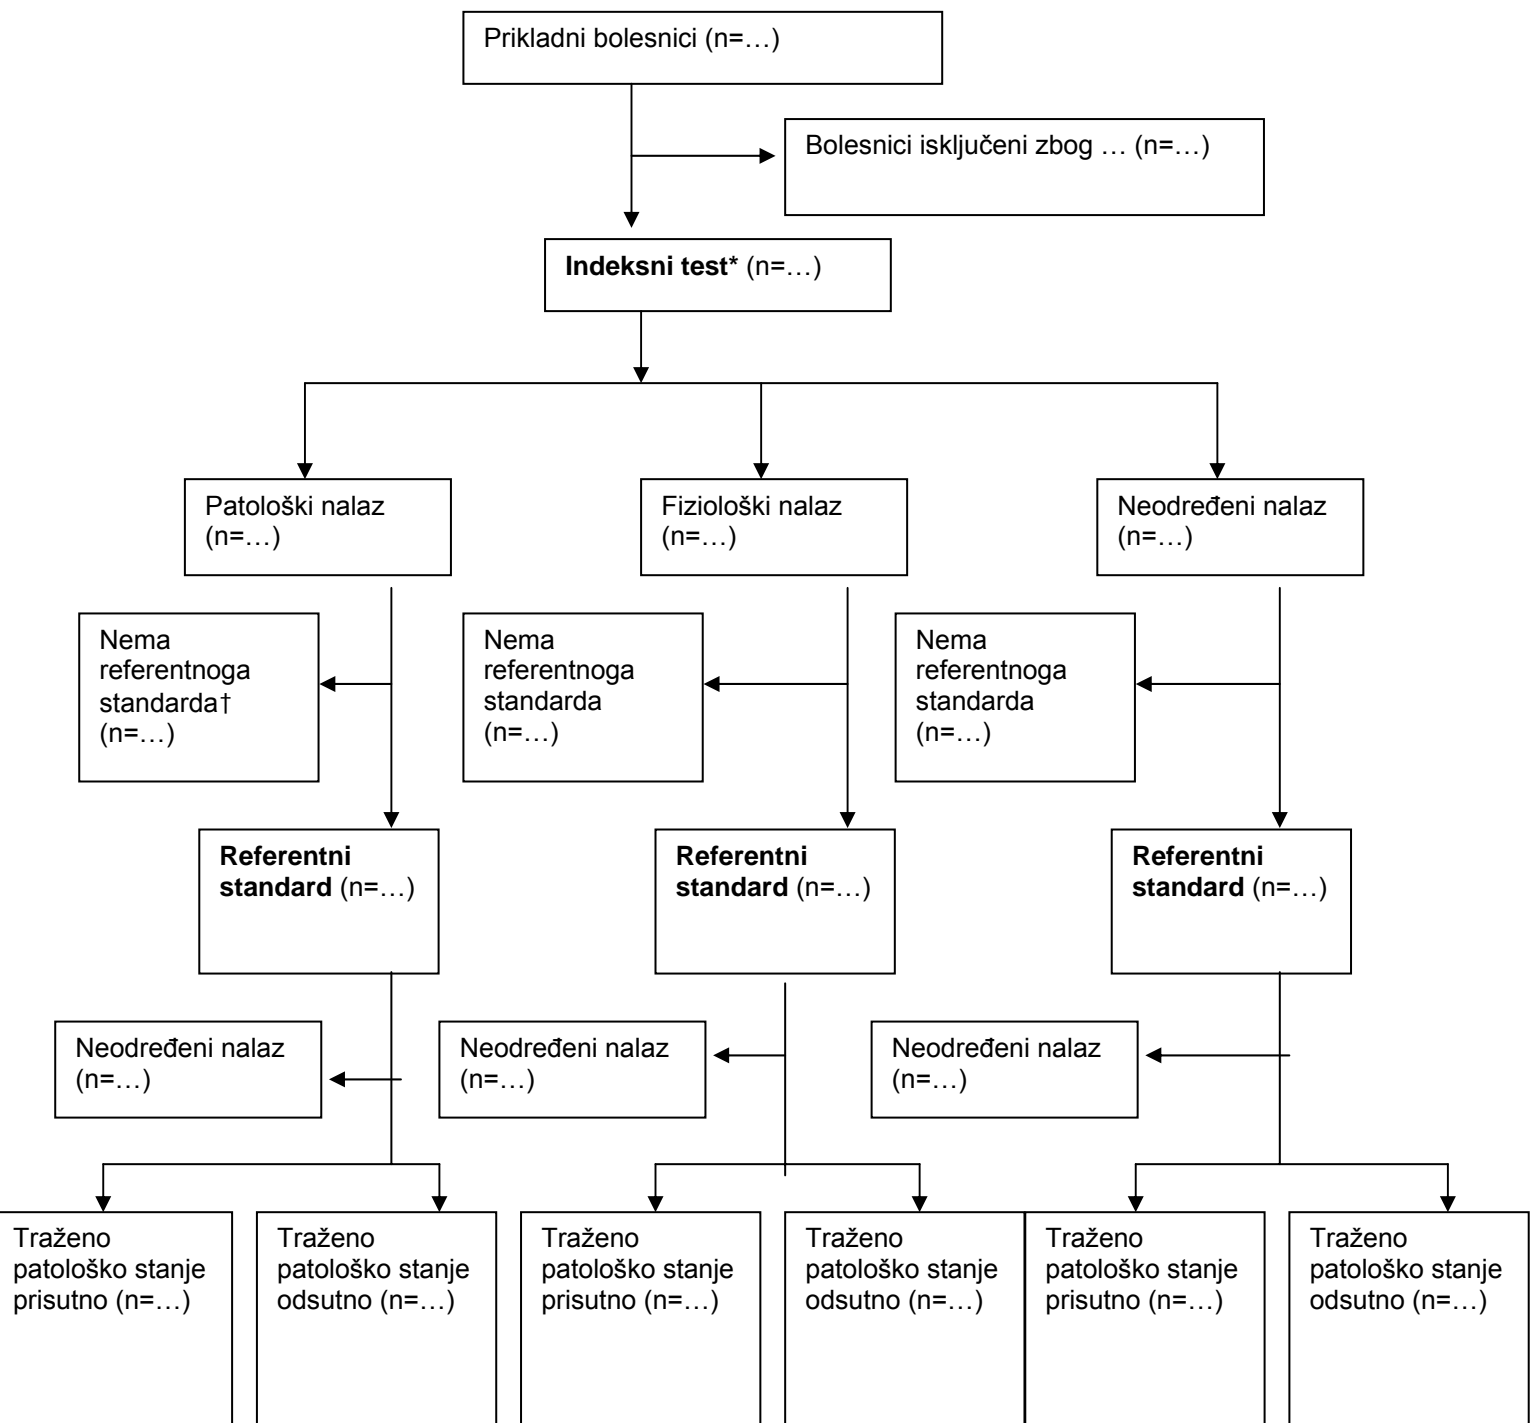 Prikladni bolesnici (n=…)
Bolesnici isključeni zbog … (n=…)
Indeksni test* (n=…)
Patološki nalaz
(n=…)
Fiziološki nalaz
(n=…)
Neodređeni nalaz
(n=…)
Nema
referentnoga
standarda†
(n=…)
Nema
referentnoga
standarda
(n=…)
Nema
referentnoga
standarda
(n=…)
Referentni
standard (n=…)
Referentni
standard (n=…)
Referentni
standard (n=…)
Neodređeni nalaz
(n=…)
Neodređeni nalaz
(n=…)
Neodređeni nalaz
(n=…)
Traženo
patološko stanje
prisutno (n=…)
Traženo
patološko stanje
odsutno (n=…)
Traženo
patološko stanje
prisutno (n=…)
Traženo
patološko stanje
odsutno (n=…)
Traženo
patološko stanje
prisutno (n=…)
Traženo
patološko stanje
odsutno (n=…)